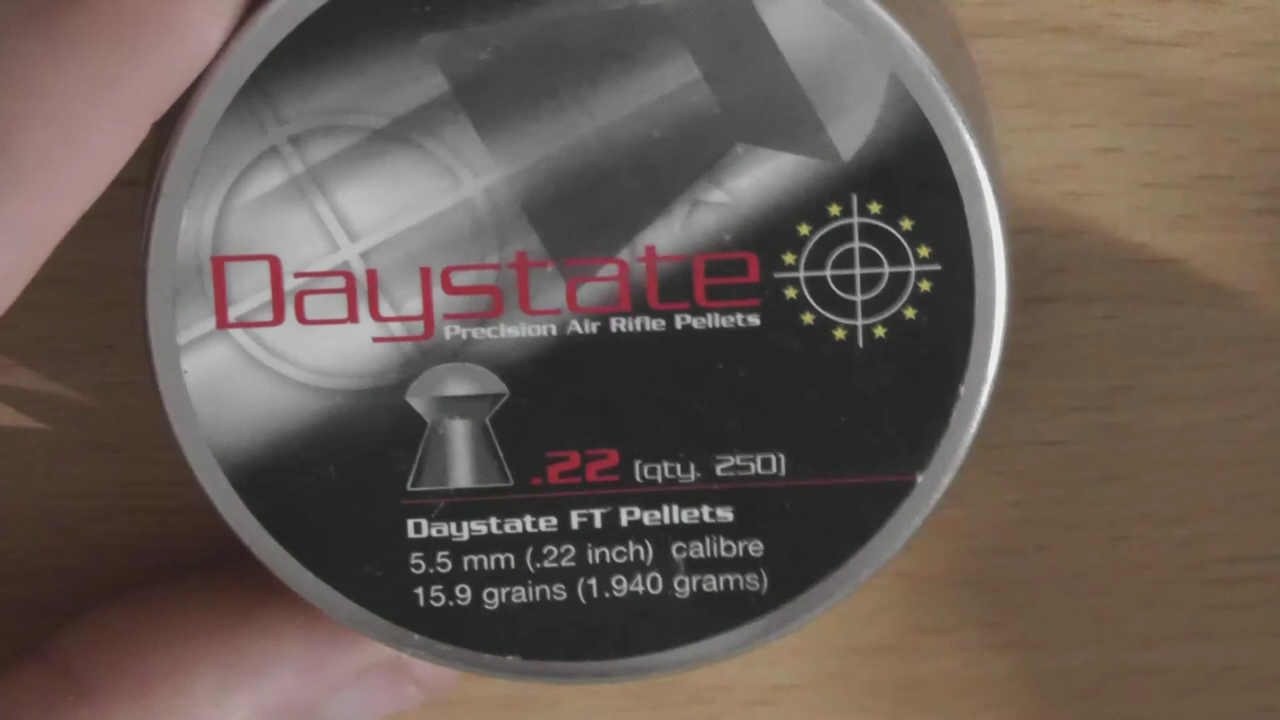 Daystate
Precision Air Rifle Pellets
.22 (qty. 250)
Daystate FT Pellets
5.5 mm (.22 inch) calibre
15.9 grains (1.940 grams)